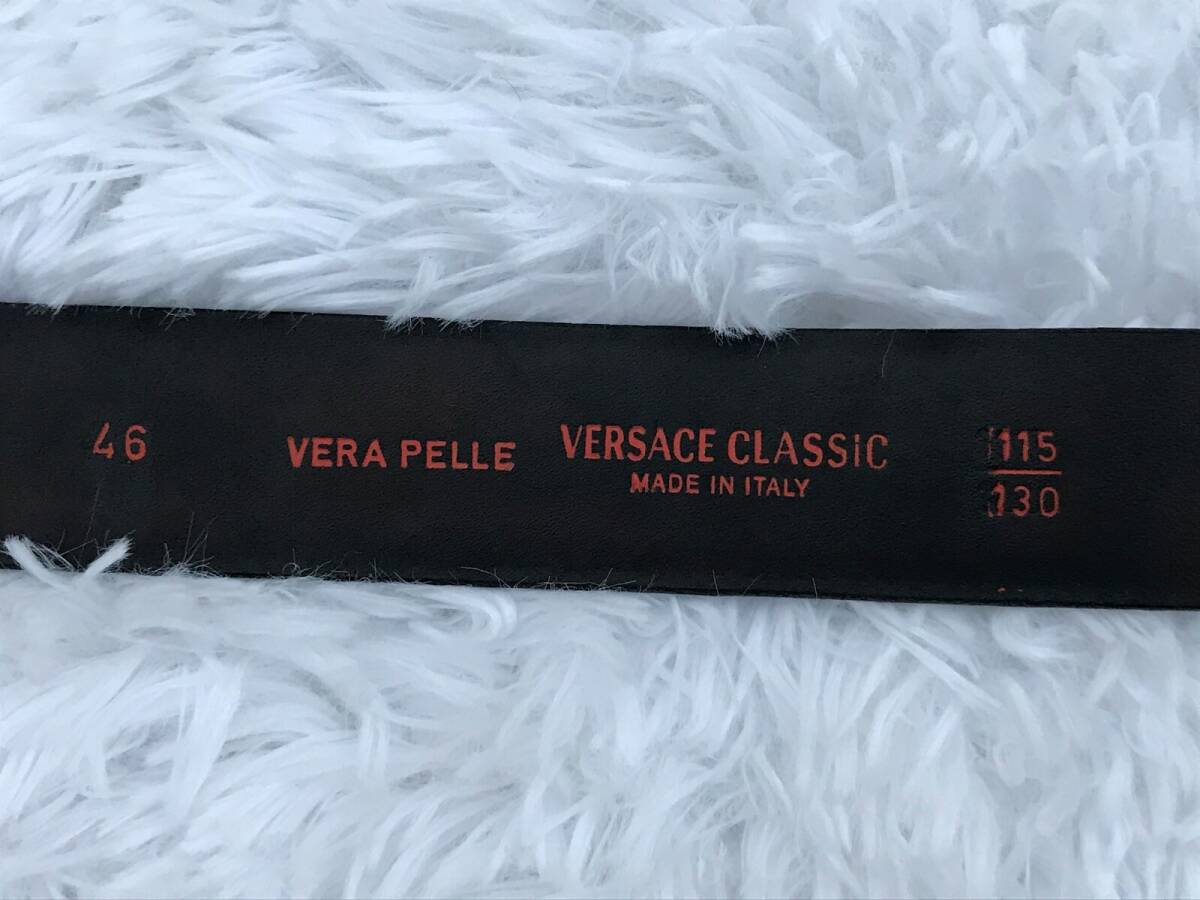 46
VERA PELLE
VERSACE CLASSiC
MADE IN ITALY
115
130